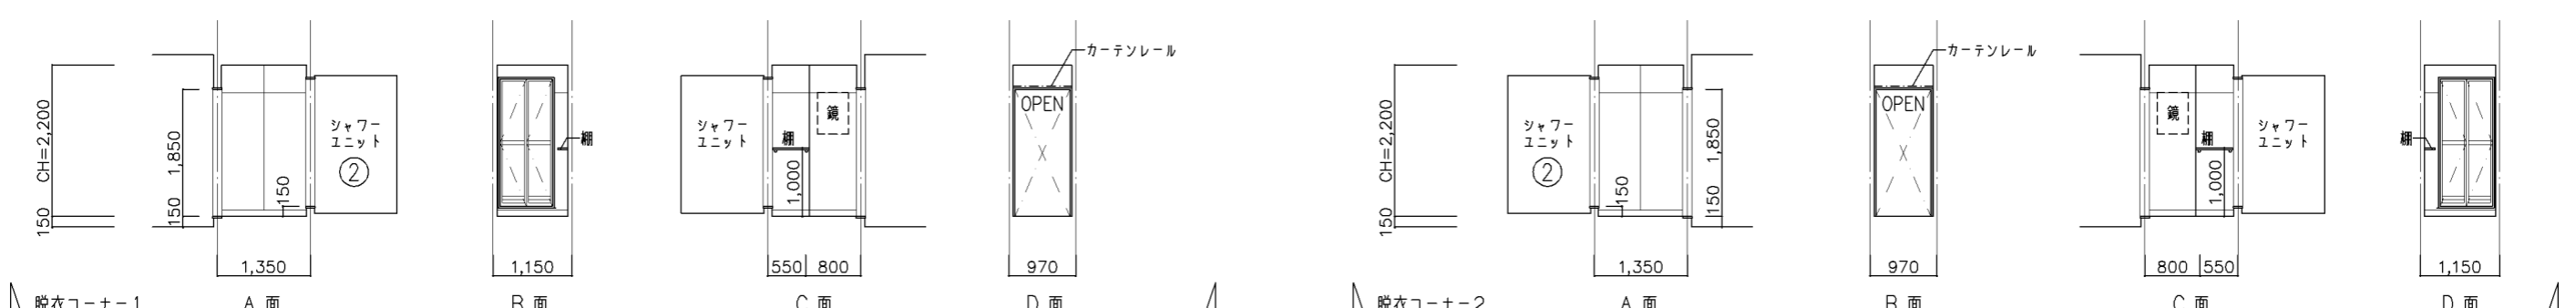 CH=2,200
150
1,850
150
150
シャワー
ユニット
②
1,350
棚
1,150
シャワー
ユニット
棚
鏡
1,000
550
800
カーテンレール
OPEN
970
脱衣コーナー1
A 面
B 面
C 面
D 面
CH=2,200
150
シャワー
ユニット
②
150
1,850
150
1,350
カーテンレール
OPEN
970
鏡
棚
1,000
シャワー
ユニット
800
550
棚
1,150
脱衣コーナー2
A 面
B 面
C 面
D 面